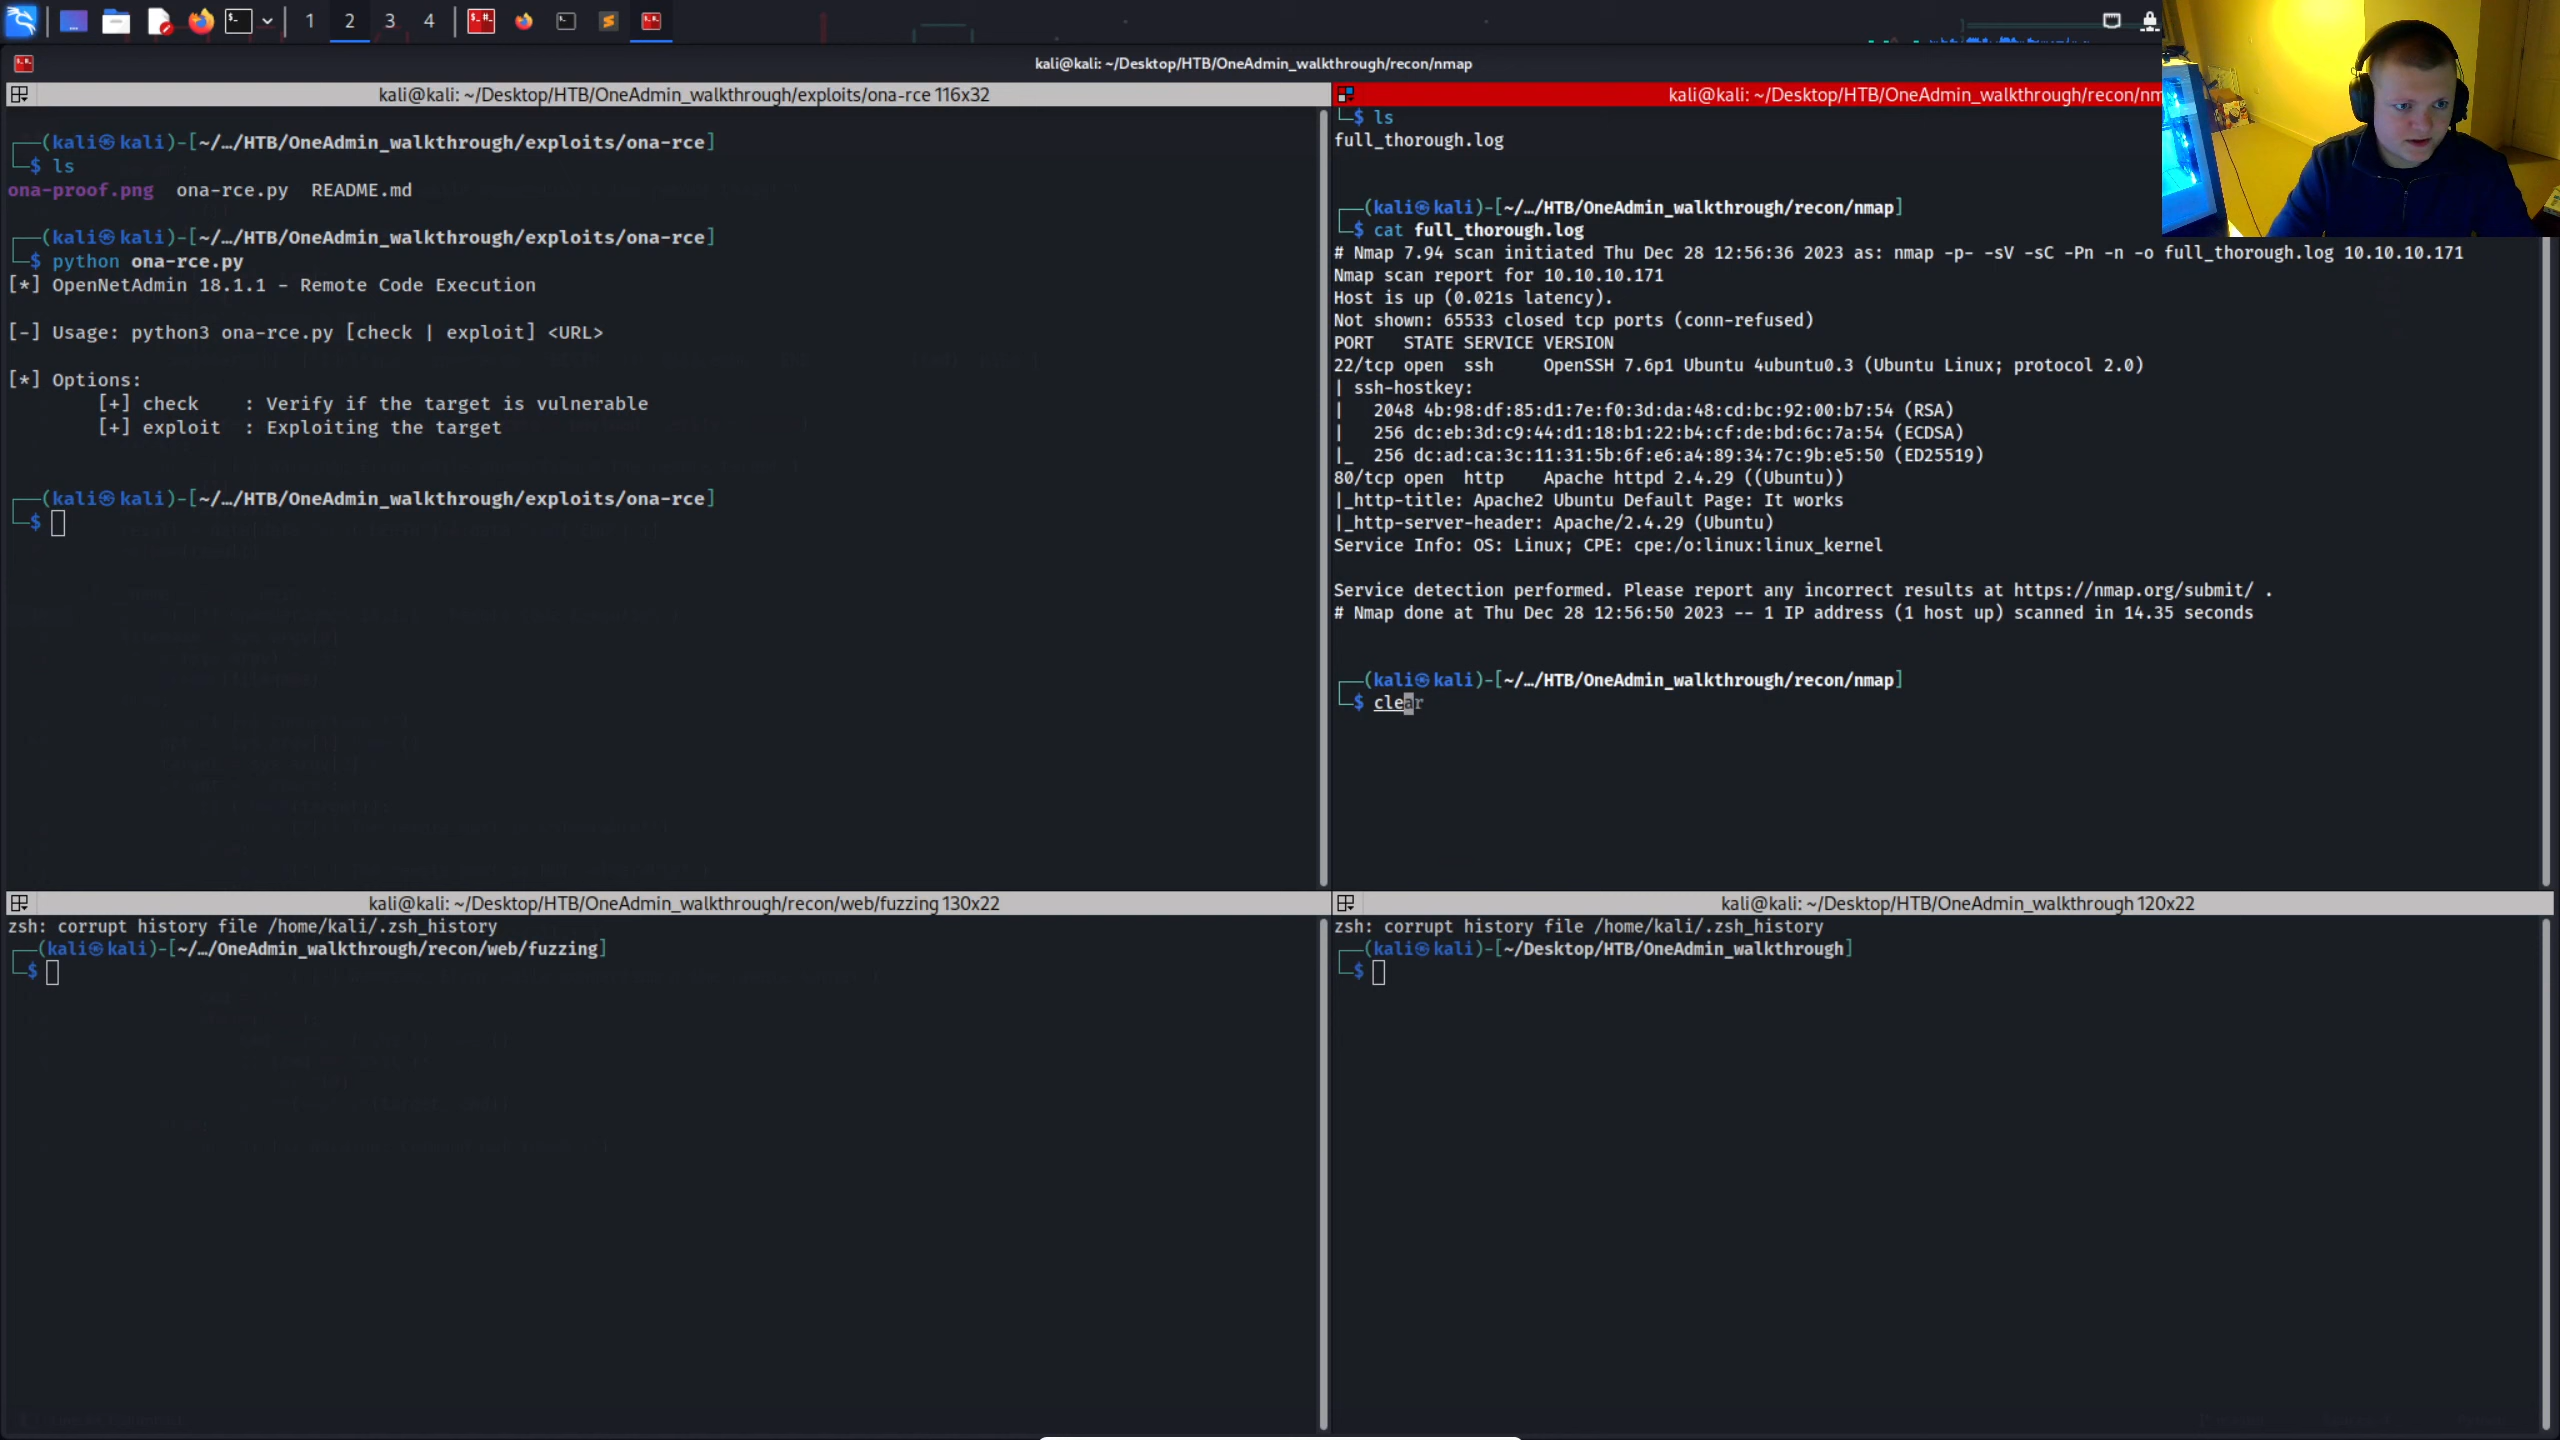 1 2 3 4
kali@kali: ~/Desktop/HTB/OneAdmin_walkthrough/recon/nmap
kali@kali: ~/Desktop/HTB/OneAdmin_walkthrough/exploits/ona-rce 116x32
┌──(kali㉿kali)-[~/…/HTB/OneAdmin_walkthrough/exploits/ona-rce]
└─$ ls
ona-proof.png ona-rce.py README.md
┌──(kali㉿kali)-[~/…/HTB/OneAdmin_walkthrough/exploits/ona-rce]
└─$ python ona-rce.py
[*] OpenNetAdmin 18.1.1 - Remote Code Execution
[-] Usage: python3 ona-rce.py [check | exploit] <URL>
[*] Options:
[+] check : Verify if the target is vulnerable
[+] exploit : Exploiting the target
┌──(kali㉿kali)-[~/…/HTB/OneAdmin_walkthrough/exploits/ona-rce]
└─$
kali@kali: ~/Desktop/HTB/OneAdmin_walkthrough/recon/nm
└─$ ls
full_thorough.log
┌──(kali㉿kali)-[~/…/HTB/OneAdmin_walkthrough/recon/nmap]
└─$ cat full_thorough.log
# Nmap 7.94 scan initiated Thu Dec 28 12:56:36 2023 as: nmap -p- -sV -sC -Pn -n -o full_thorough.log 10.10.10.171
Nmap scan report for 10.10.10.171
Host is up (0.021s latency).
Not shown: 65533 closed tcp ports (conn-refused)
PORT STATE SERVICE VERSION
22/tcp open ssh OpenSSH 7.6p1 Ubuntu 4ubuntu0.3 (Ubuntu Linux; protocol 2.0)
| ssh-hostkey:
| 2048 4b:98:df:85:d1:7e:f0:3d:da:48:cd:bc:92:00:b7:54 (RSA)
| 256 dc:eb:3d:c9:44:d1:18:b1:22:b4:cf:de:bd:6c:7a:54 (ECDSA)
|_ 256 dc:ad:ca:3c:11:31:5b:6f:e6:a4:89:34:7c:9b:e5:50 (ED25519)
80/tcp open http Apache httpd 2.4.29 ((Ubuntu))
|_http-title: Apache2 Ubuntu Default Page: It works
|_http-server-header: Apache/2.4.29 (Ubuntu)
Service Info: OS: Linux; CPE: cpe:/o:linux:linux_kernel
Service detection performed. Please report any incorrect results at https://nmap.org/submit/ .
# Nmap done at Thu Dec 28 12:56:50 2023 -- 1 IP address (1 host up) scanned in 14.35 seconds
┌──(kali㉿kali)-[~/…/HTB/OneAdmin_walkthrough/recon/nmap]
└─$ clear
kali@kali: ~/Desktop/HTB/OneAdmin_walkthrough/recon/web/fuzzing 130x22
zsh: corrupt history file /home/kali/.zsh_history
┌──(kali㉿kali)-[~/…/OneAdmin_walkthrough/recon/web/fuzzing]
└─$
kali@kali: ~/Desktop/HTB/OneAdmin_walkthrough 120x22
zsh: corrupt history file /home/kali/.zsh_history
┌──(kali㉿kali)-[~/Desktop/HTB/OneAdmin_walkthrough]
└─$